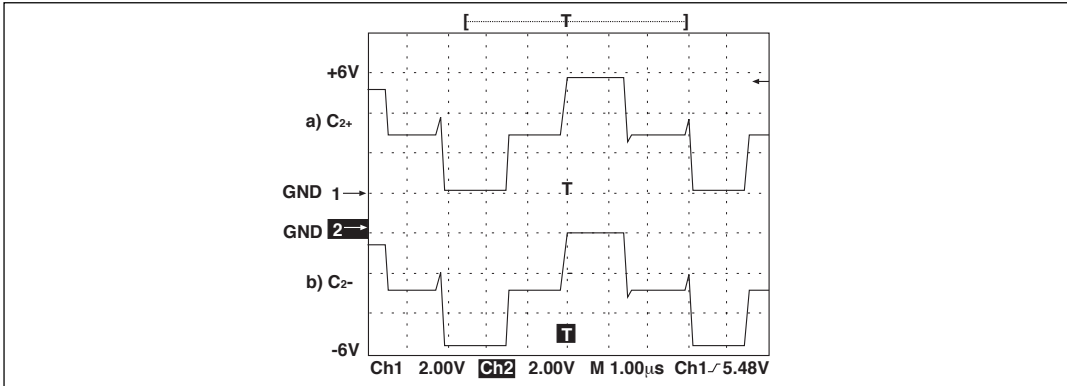 [ T ]
+6V
a) C2+
GND 1
T
GND 2
b) C2-
T
-6V
Ch1 2.00V Ch2 2.00V M 1.00µs Ch1 5.48V